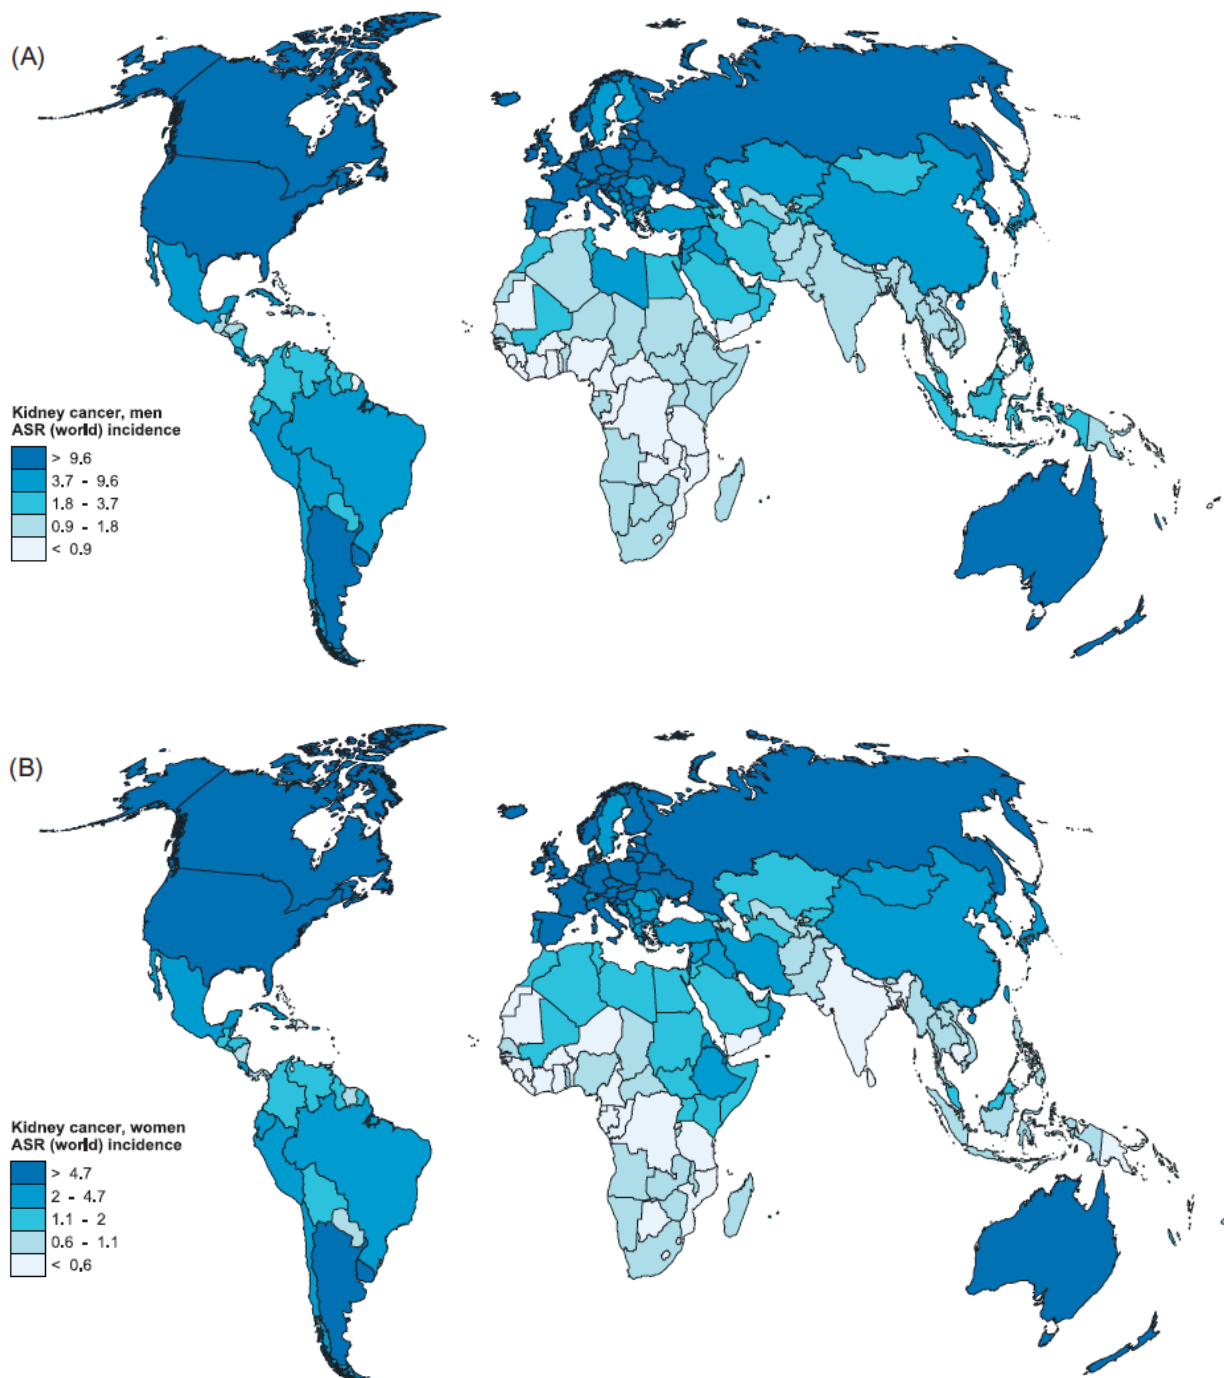 (A)
Kidney cancer, men
ASR (world) incidence
> 9.6
3.7 - 9.6
1.8 - 3.7
0.9 - 1.8
< 0.9
(B)
Kidney cancer, women
ASR (world) incidence
> 4.7
2 - 4.7
1.1 - 2
0.6 - 1.1
< 0.6